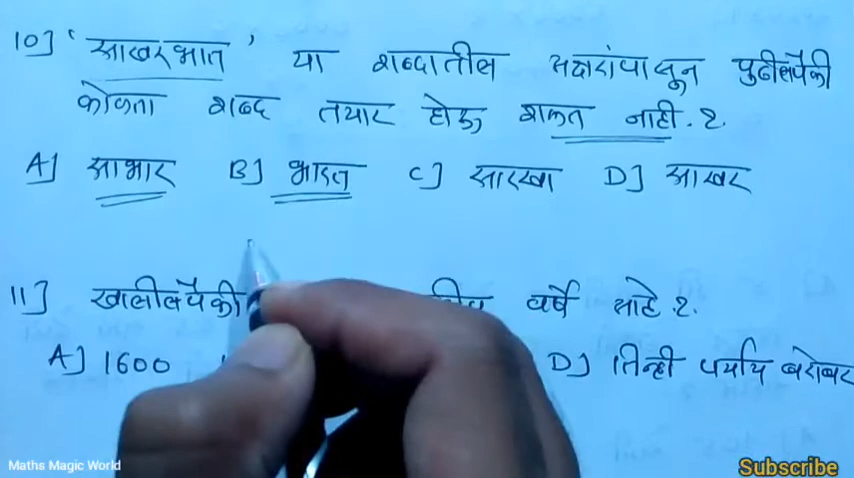 10] ' आखरभात ' या शब्दातील अक्षरांपासून पुढीलपैकी
कोणता शब्द तयार होऊ शकत नाही. ?.
A] आभार B] भारत C] सारखा D] आखर
11] खालीलपैकी वर्षे आहे. ?.
A] 1600 D] तिन्ही पर्याय बरोबर
Maths Magic World
Subscribe